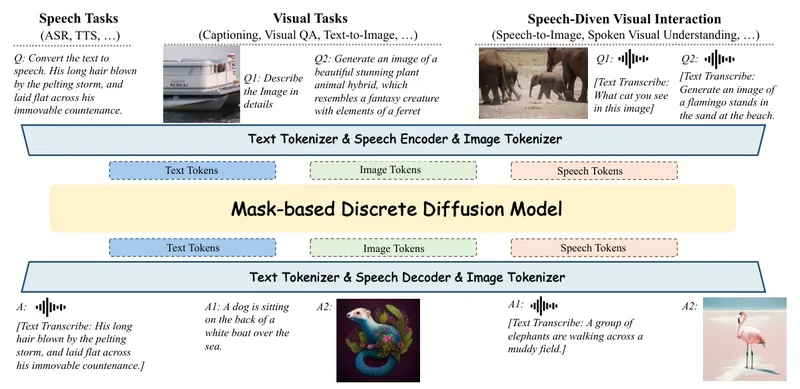 Speech Tasks
(ASR, TTS, …)
Visual Tasks
(Captioning, Visual QA, Text-to-Image, …)
Speech-Diven Visual Interaction
(Speech-to-Image, Spoken Visual Understanding, …)
Q: Convert the text to
speech. His long hair blown
by the pelting storm, and
laid flat across his
immovable countenance.
Q1: Describe
the Image in
details
Q2: Generate an image of a
beautiful stunning plant
animal hybrid, which
resembles a fantasy creature
with elements of a ferret
Q1:
[Text Transcribe:
What cat you see
in this image]
Q2:
[Text Transcribe:
Generate an image of
a flamingo stands in
the sand at the beach.
Text Tokenizer & Speech Encoder & Image Tokenizer
Text Tokens
Image Tokens
Speech Tokens
Mask-based Discrete Diffusion Model
Text Tokens
Image Tokens
Speech Tokens
Text Tokenizer & Speech Decoder & Image Tokenizer
A:
[Text Transcribe: His long
hair blown by the pelting
storm, and laid flat across
his immovable countenance.]
A1: A dog is sitting
on the back of a
white boat over the
sea.
A2:
A1:
[Text Transcribe: A group of
elephants are walking across a
muddy field.]
A2: